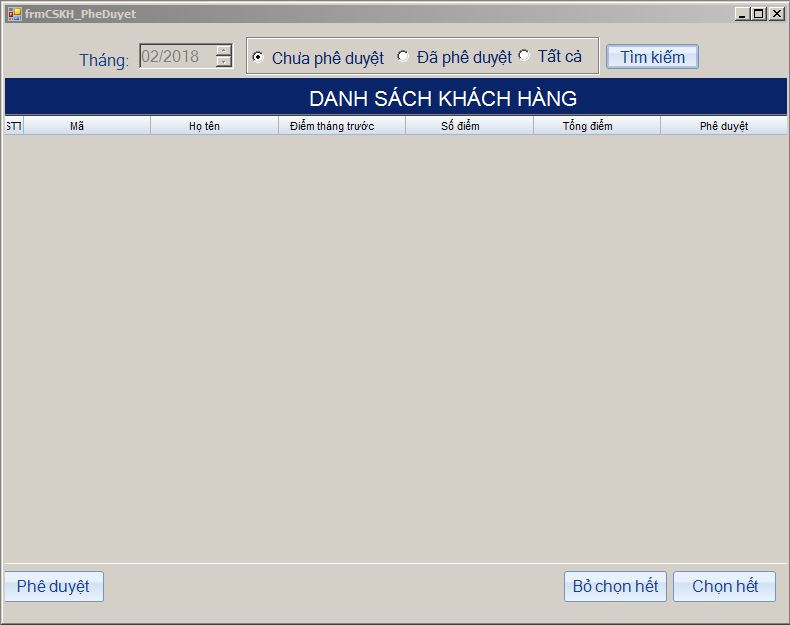 frmCSKH_PheDuyet
Tháng: 02/2018 Chưa phê duyệt Đã phê duyệt Tất cả Tìm kiếm
DANH SÁCH KHÁCH HÀNG
STT Mã Họ tên Điểm tháng trước Số điểm Tổng điểm Phê duyệt
Phê duyệt Bỏ chọn hết Chọn hết